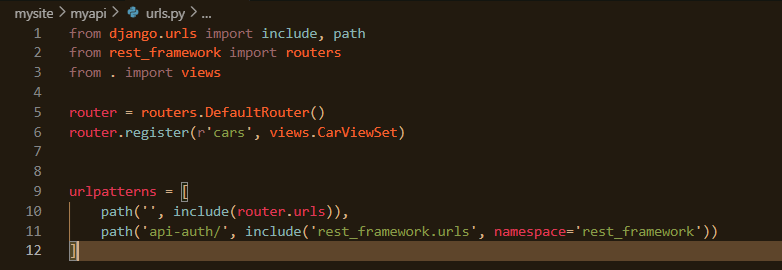 mysite > myapi > urls.py > ...
1 from django.urls import include, path
2 from rest_framework import routers
3 from . import views
4
5 router = routers.DefaultRouter()
6 router.register(r'cars', views.CarViewSet)
7
8
9 urlpatterns = [
10     path('', include(router.urls)),
11     path('api-auth/', include('rest_framework.urls', namespace='rest_framework'))
12 ]